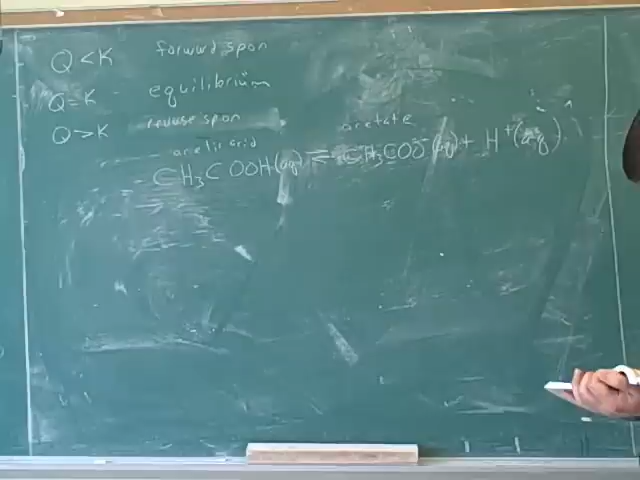 Q < K forward spon
Q = K equilibrium
Q > K reverse spon
acetic acid acetate
CH₃COOH(aq) ⇌ CH₃COO⁻(aq) + H⁺(aq)